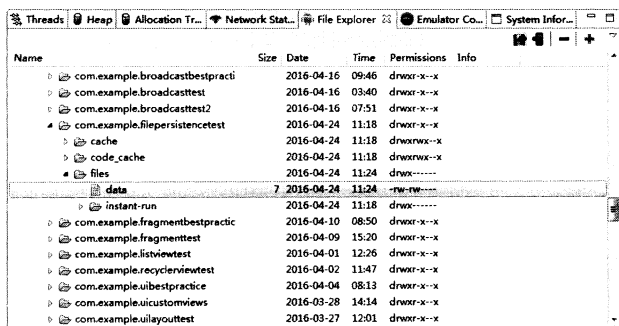 Threads Heap Allocation Tr... Network Stat... File Explorer Emulator Co... System Infor...
Name Size Date Time Permissions Info
com.example.broadcastbestpracti 2016-04-16 09:46 drwxr-x--x
com.example.broadcasttest 2016-04-16 03:40 drwxr-x--x
com.example.broadcasttest2 2016-04-16 07:51 drwxr-x--x
com.example.filepersistencetest 2016-04-24 11:18 drwxr-x--x
cache 2016-04-24 11:18 drwxrwx--x
code_cache 2016-04-24 11:18 drwxrwx--x
files 2016-04-24 11:24 drwx------
data 7 2016-04-24 11:24 -rw-rw----
instant-run 2016-04-24 11:18 drwx------
com.example.fragmentbestpractic 2016-04-10 08:50 drwxr-x--x
com.example.fragmenttest 2016-04-09 15:20 drwxr-x--x
com.example.listviewtest 2016-04-01 12:26 drwxr-x--x
com.example.recyclerviewtest 2016-04-02 11:47 drwxr-x--x
com.example.uibestpractice 2016-04-04 08:13 drwxr-x--x
com.example.uicustomviews 2016-03-28 14:14 drwxr-x--x
com.example.uilayouttest 2016-03-27 12:01 drwxr-x--x